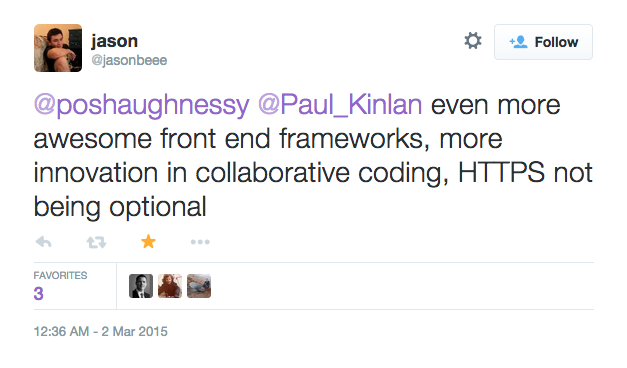 jason
@jasonbeee
Follow
@poshaughnessy @Paul_Kinlan even more
awesome front end frameworks, more
innovation in collaborative coding, HTTPS not
being optional
FAVORITES
3
12:36 AM - 2 Mar 2015